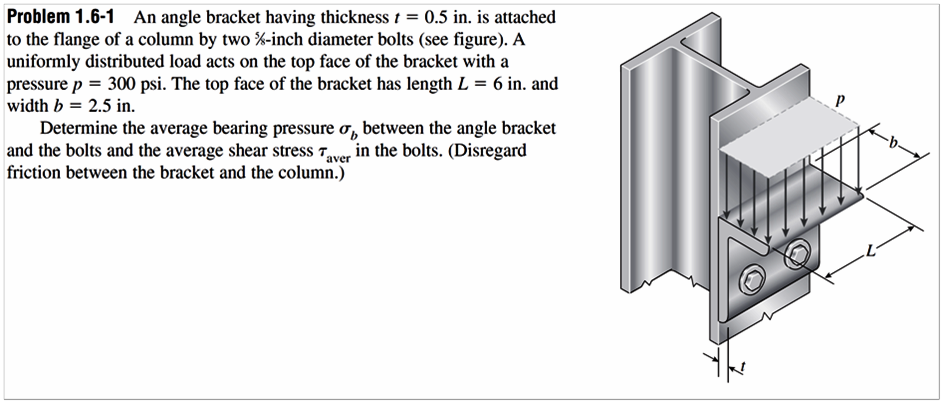 Problem 1.6-1 An angle bracket having thickness t = 0.5 in. is attached
to the flange of a column by two ⅝-inch diameter bolts (see figure). A
uniformly distributed load acts on the top face of the bracket with a
pressure p = 300 psi. The top face of the bracket has length L = 6 in. and
width b = 2.5 in.
Determine the average bearing pressure σb between the angle bracket
and the bolts and the average shear stress τaver in the bolts. (Disregard
friction between the bracket and the column.)
p
b
L
t